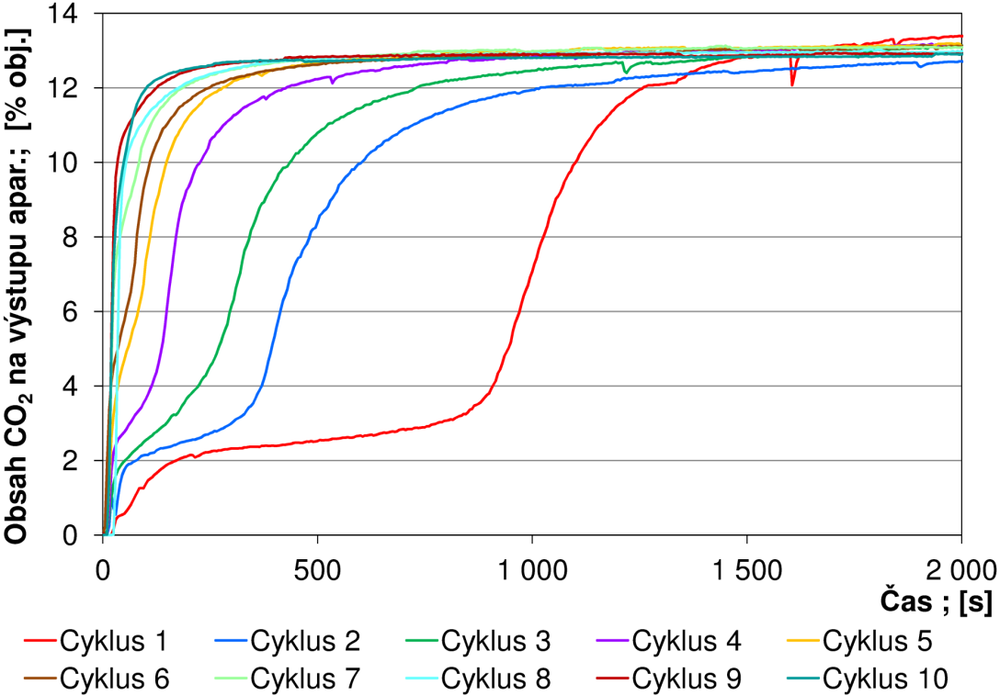 Obsah CO2 na výstupu apar.; [% obj.]
14
12
10
8
6
4
2
0
0 500 1 000 1 500 2 000
Čas ; [s]
Cyklus 1 Cyklus 2 Cyklus 3 Cyklus 4 Cyklus 5
Cyklus 6 Cyklus 7 Cyklus 8 Cyklus 9 Cyklus 10